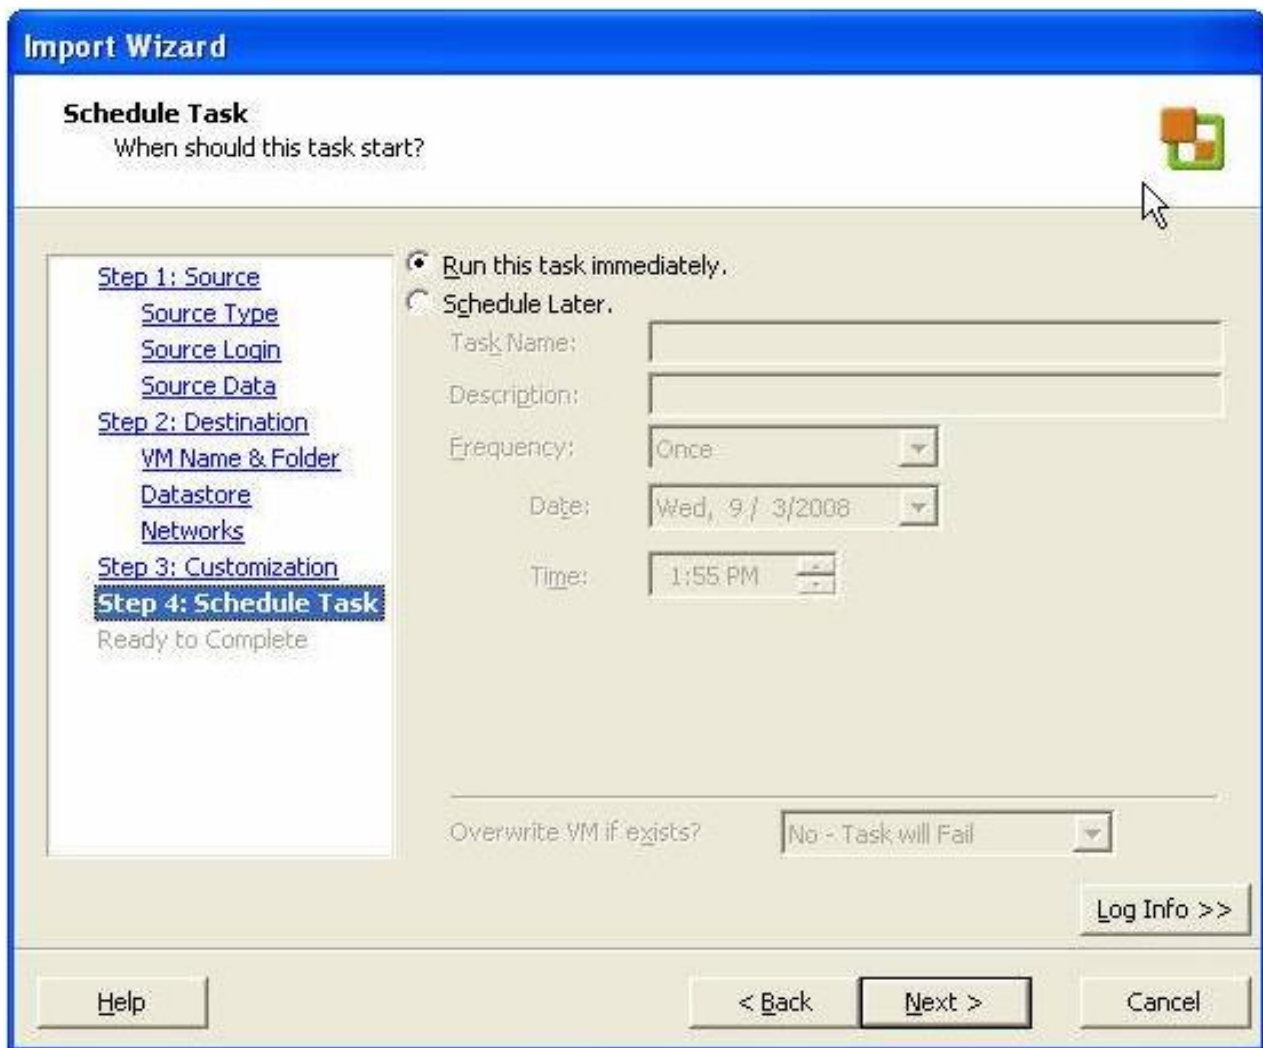 Import Wizard
Schedule Task
When should this task start?
Step 1: Source
Source Type
Source Login
Source Data
Step 2: Destination
VM Name & Folder
Datastore
Networks
Step 3: Customization
Step 4: Schedule Task
Ready to Complete
Run this task immediately.
Schedule Later.
Task Name:
Description:
Frequency: Once
Date: Wed, 9 / 3/2008
Time: 1:55 PM
Overwrite VM if exists? No - Task will Fail
Log Info >>
Help < Back Next > Cancel